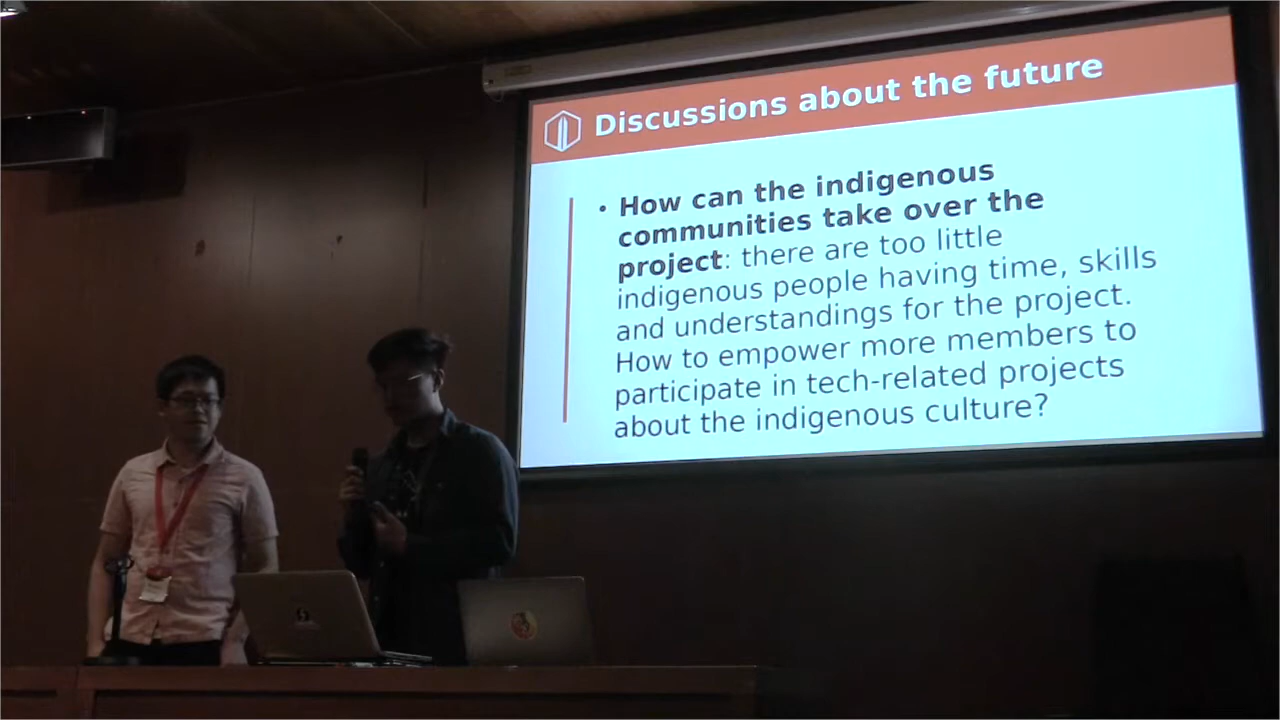 Discussions about the future
• How can the indigenous
communities take over the
project: there are too little
indigenous people having time, skills
and understandings for the project.
How to empower more members to
participate in tech-related projects
about the indigenous culture?